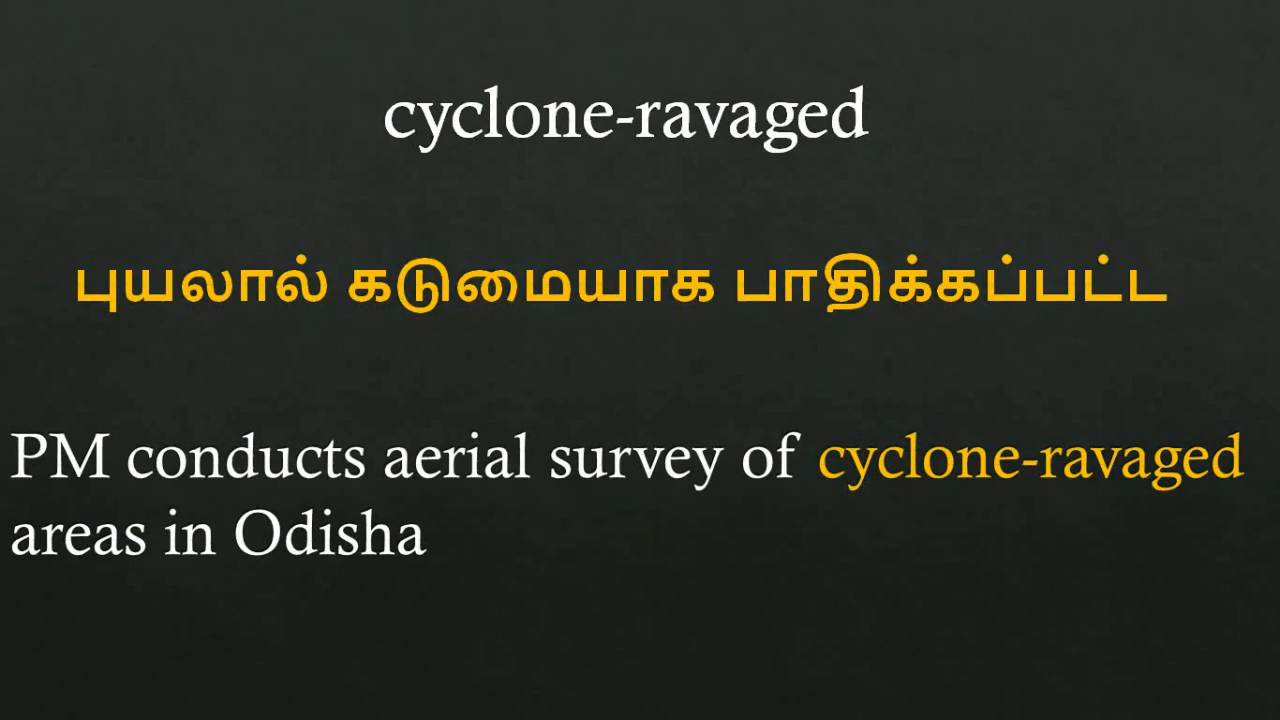 cyclone-ravaged
புயலால் கடுமையாக பாதிக்கப்பட்ட
PM conducts aerial survey of cyclone-ravaged
areas in Odisha